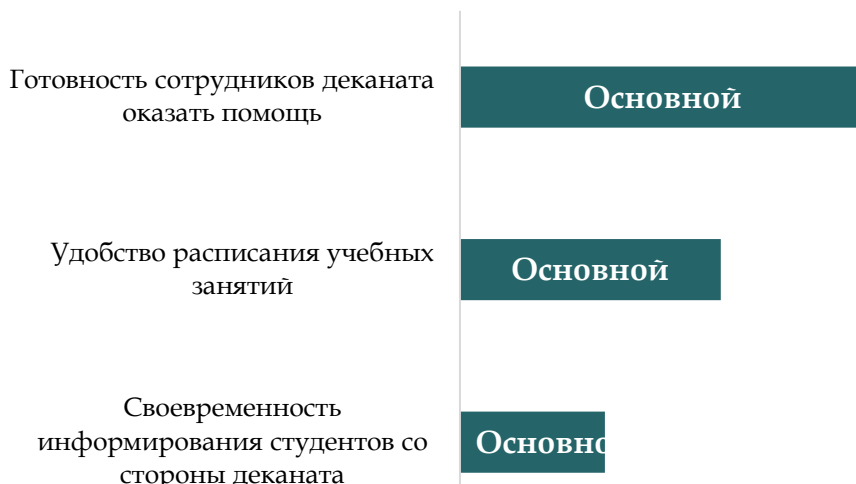 Готовность сотрудников деканата
оказать помощь
Основной
Удобство расписания учебных
занятий
Основной
Своевременность
информирования студентов со
стороны деканата
Основно